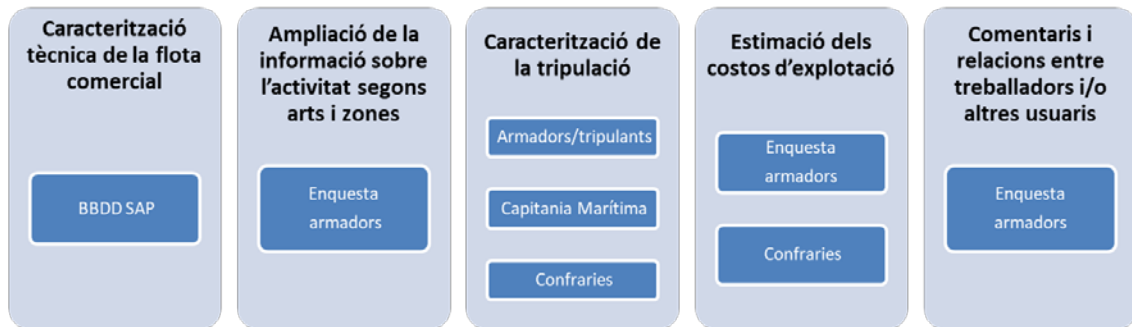 Caracterització
tècnica de la flota
comercial
BBDD SAP
Ampliació de la
informació sobre
l'activitat segons
arts i zones
Enquesta
armadors
Caracterització de
la tripulació
Armadors/tripulants
Capitania Marítima
Confraries
Estimació dels
costos d'explotació
Enquesta
armadors
Confraries
Comentaris i
relacions entre
treballadors i/o
altres usuaris
Enquesta
armadors